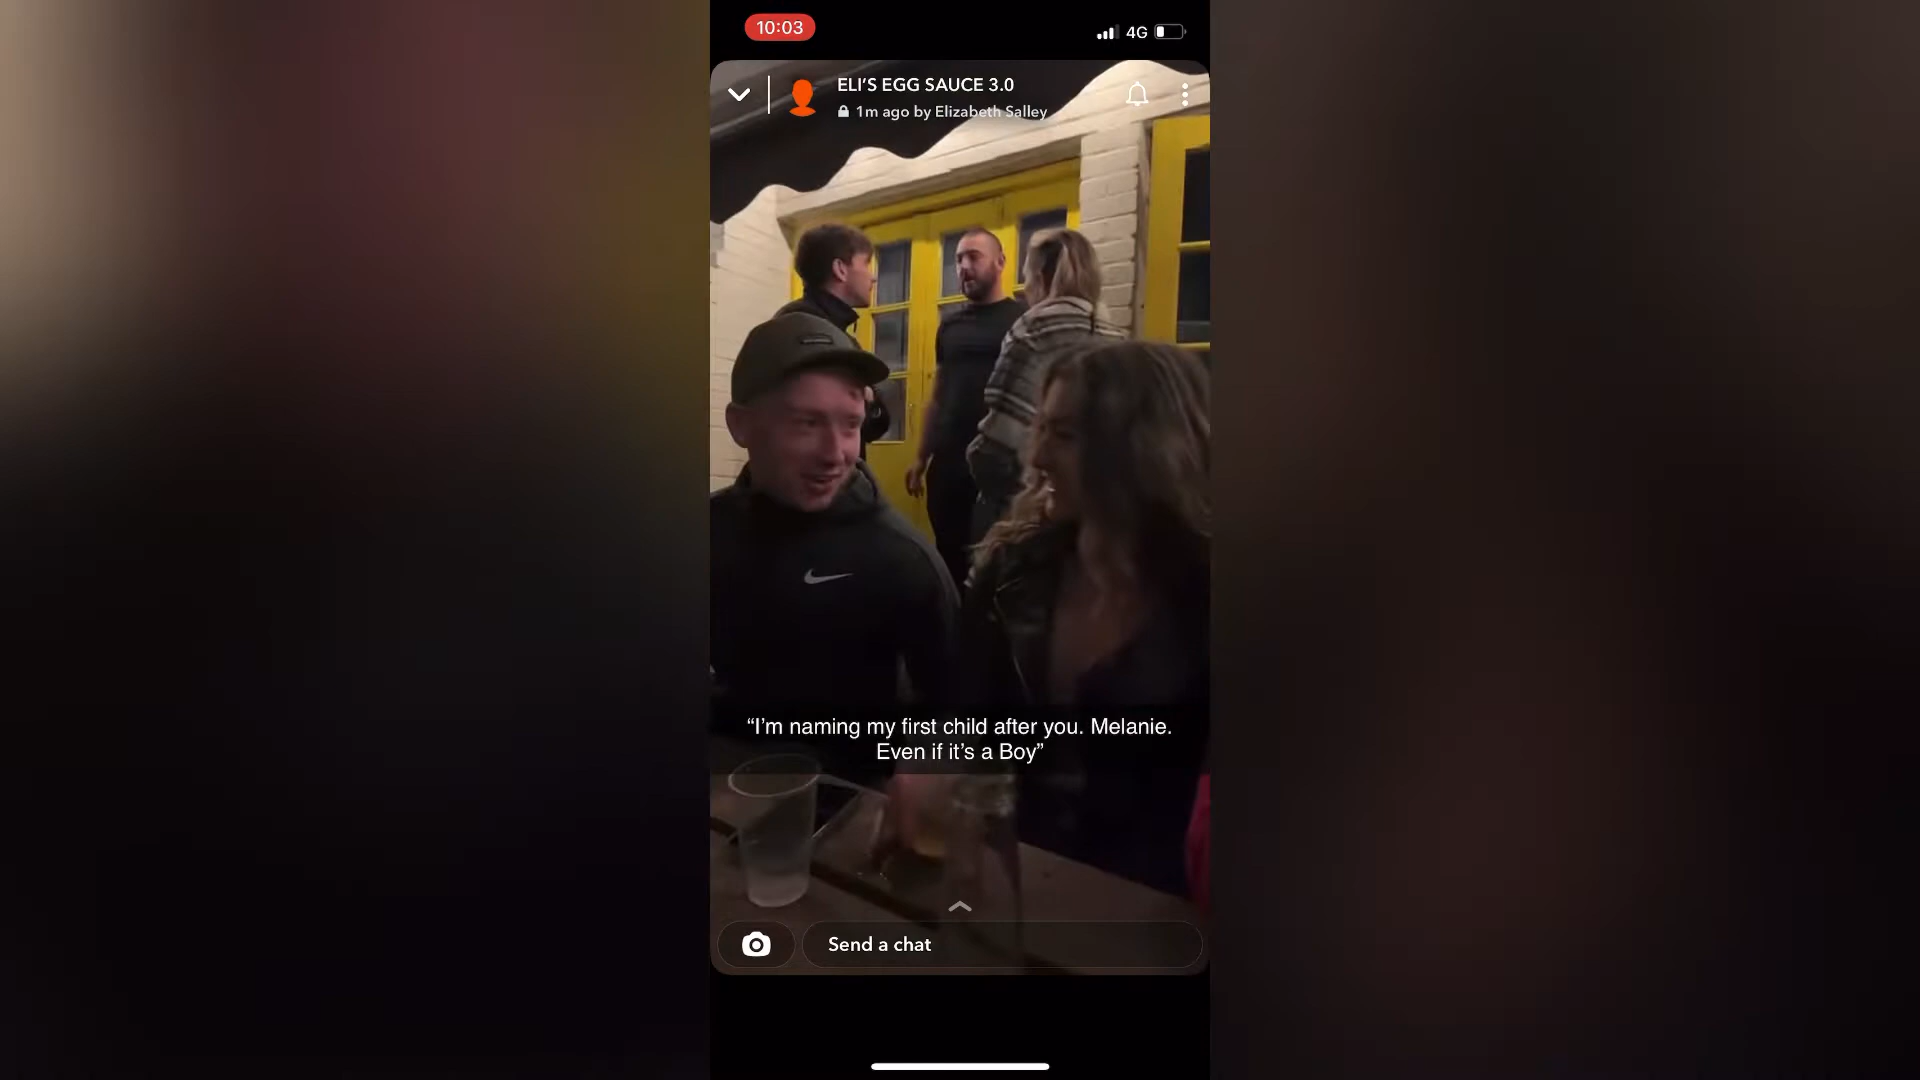 10:03
4G
ELI’S EGG SAUCE 3.0
1m ago by Elizabeth Salley
“I’m naming my first child after you. Melanie.
Even if it’s a Boy”
Send a chat